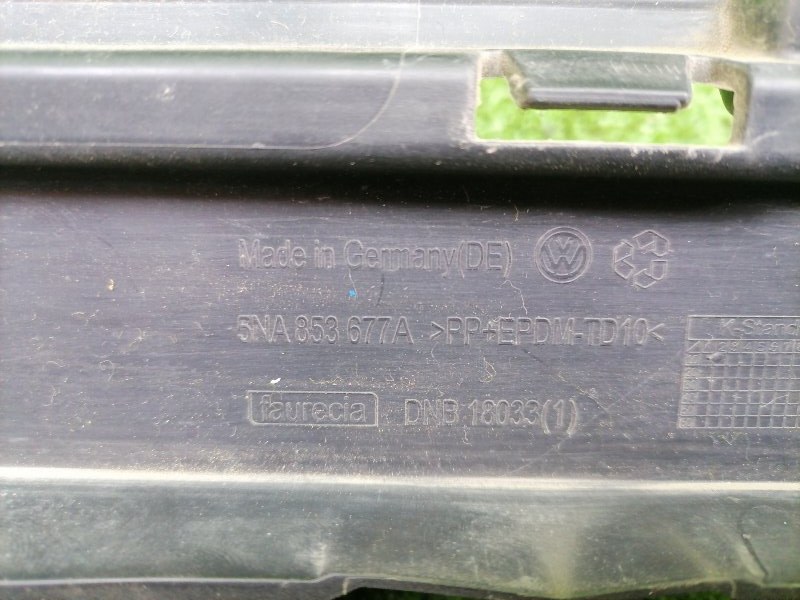 Made in Germany(DE)
5NA 853 677A >PP+EPDM-TD10<
faurecia DNB 18033(1)